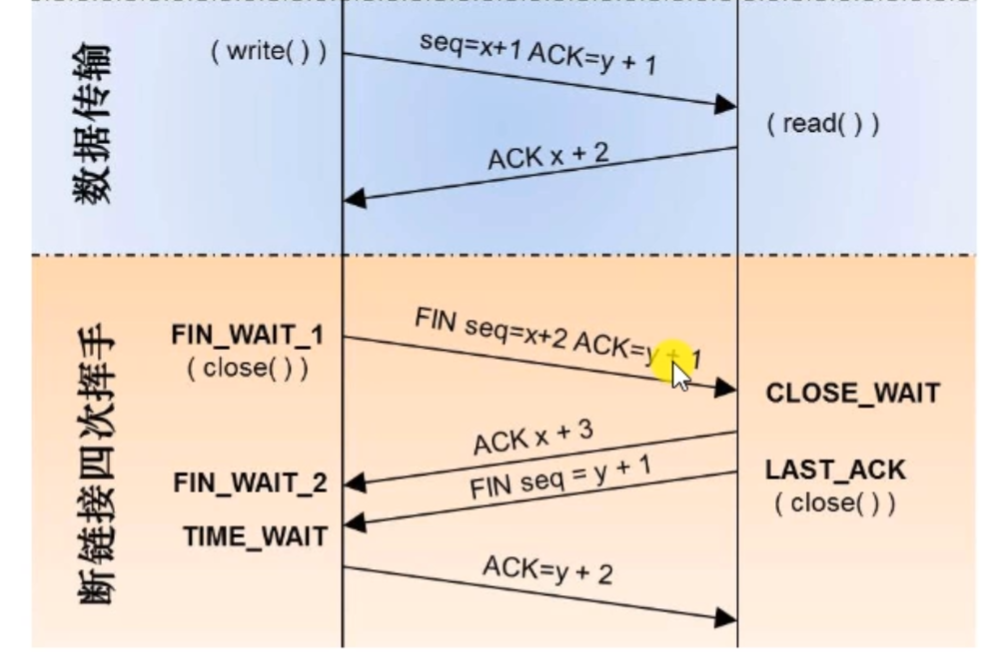 数据传输
( write( ) )
seq=x+1 ACK=y + 1
( read( ) )
ACK x + 2
断链接四次挥手
FIN_WAIT_1
( close( ) )
FIN seq=x+2 ACK=y + 1
CLOSE_WAIT
ACK x + 3
FIN_WAIT_2
FIN seq = y + 1
LAST_ACK
( close( ) )
TIME_WAIT
ACK=y + 2